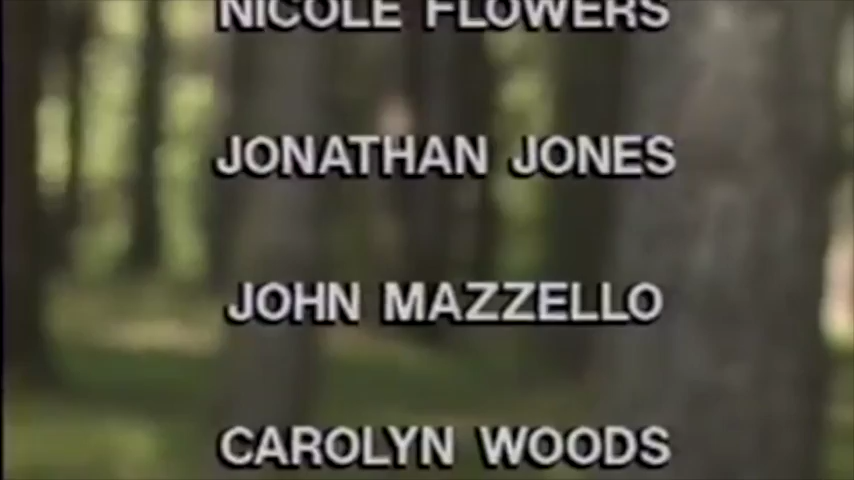 NICOLE FLOWERS
JONATHAN JONES
JOHN MAZZELLO
CAROLYN WOODS